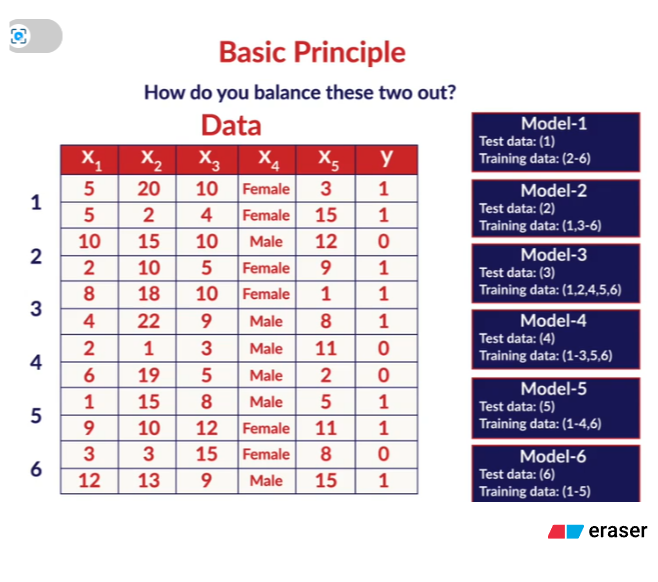 Basic Principle
How do you balance these two out?
Data
X1 X2 X3 X4 X5 y
1
5 20 10 Female 3 1
5 2 4 Female 15 1
2
10 15 10 Male 12 0
2 10 5 Female 9 1
3
8 18 10 Female 1 1
4 22 9 Male 8 1
4
2 1 3 Male 11 0
6 19 5 Male 2 0
5
1 15 8 Male 5 1
9 10 12 Female 11 1
6
3 3 15 Female 8 0
12 13 9 Male 15 1
Model-1
Test data: (1)
Training data: (2-6)
Model-2
Test data: (2)
Training data: (1,3-6)
Model-3
Test data: (3)
Training data: (1,2,4,5,6)
Model-4
Test data: (4)
Training data: (1-3,5,6)
Model-5
Test data: (5)
Training data: (1-4,6)
Model-6
Test data: (6)
Training data: (1-5)
eraser